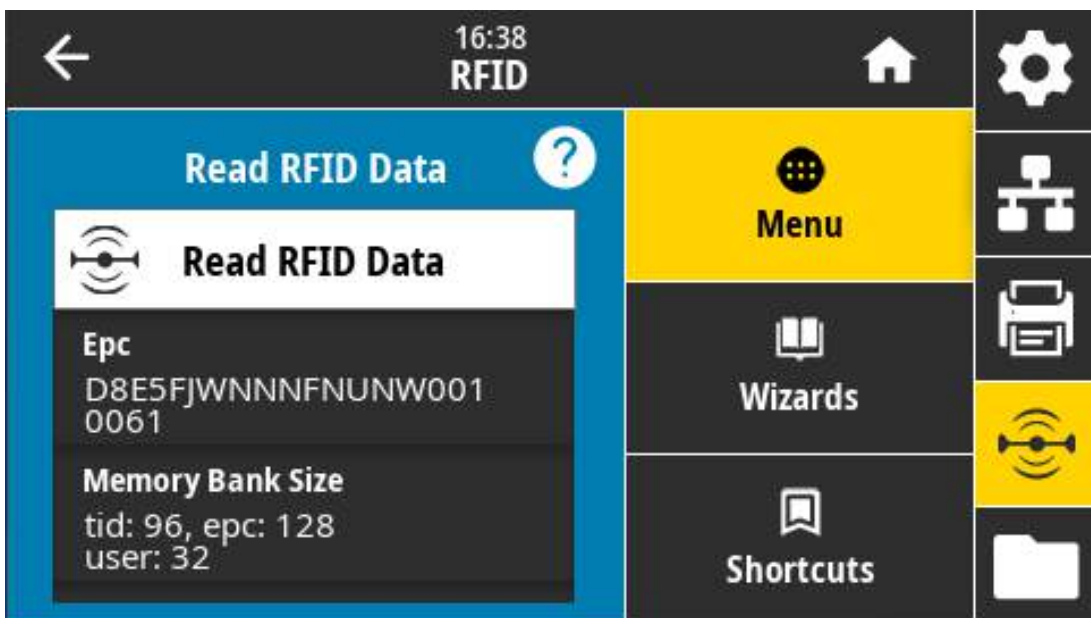 16:38
RFID
Read RFID Data
?
Read RFID Data
Epc
D8E5FJWNNNFNUNW001
0061
Memory Bank Size
tid: 96, epc: 128
user: 32
Menu
Wizards
Shortcuts